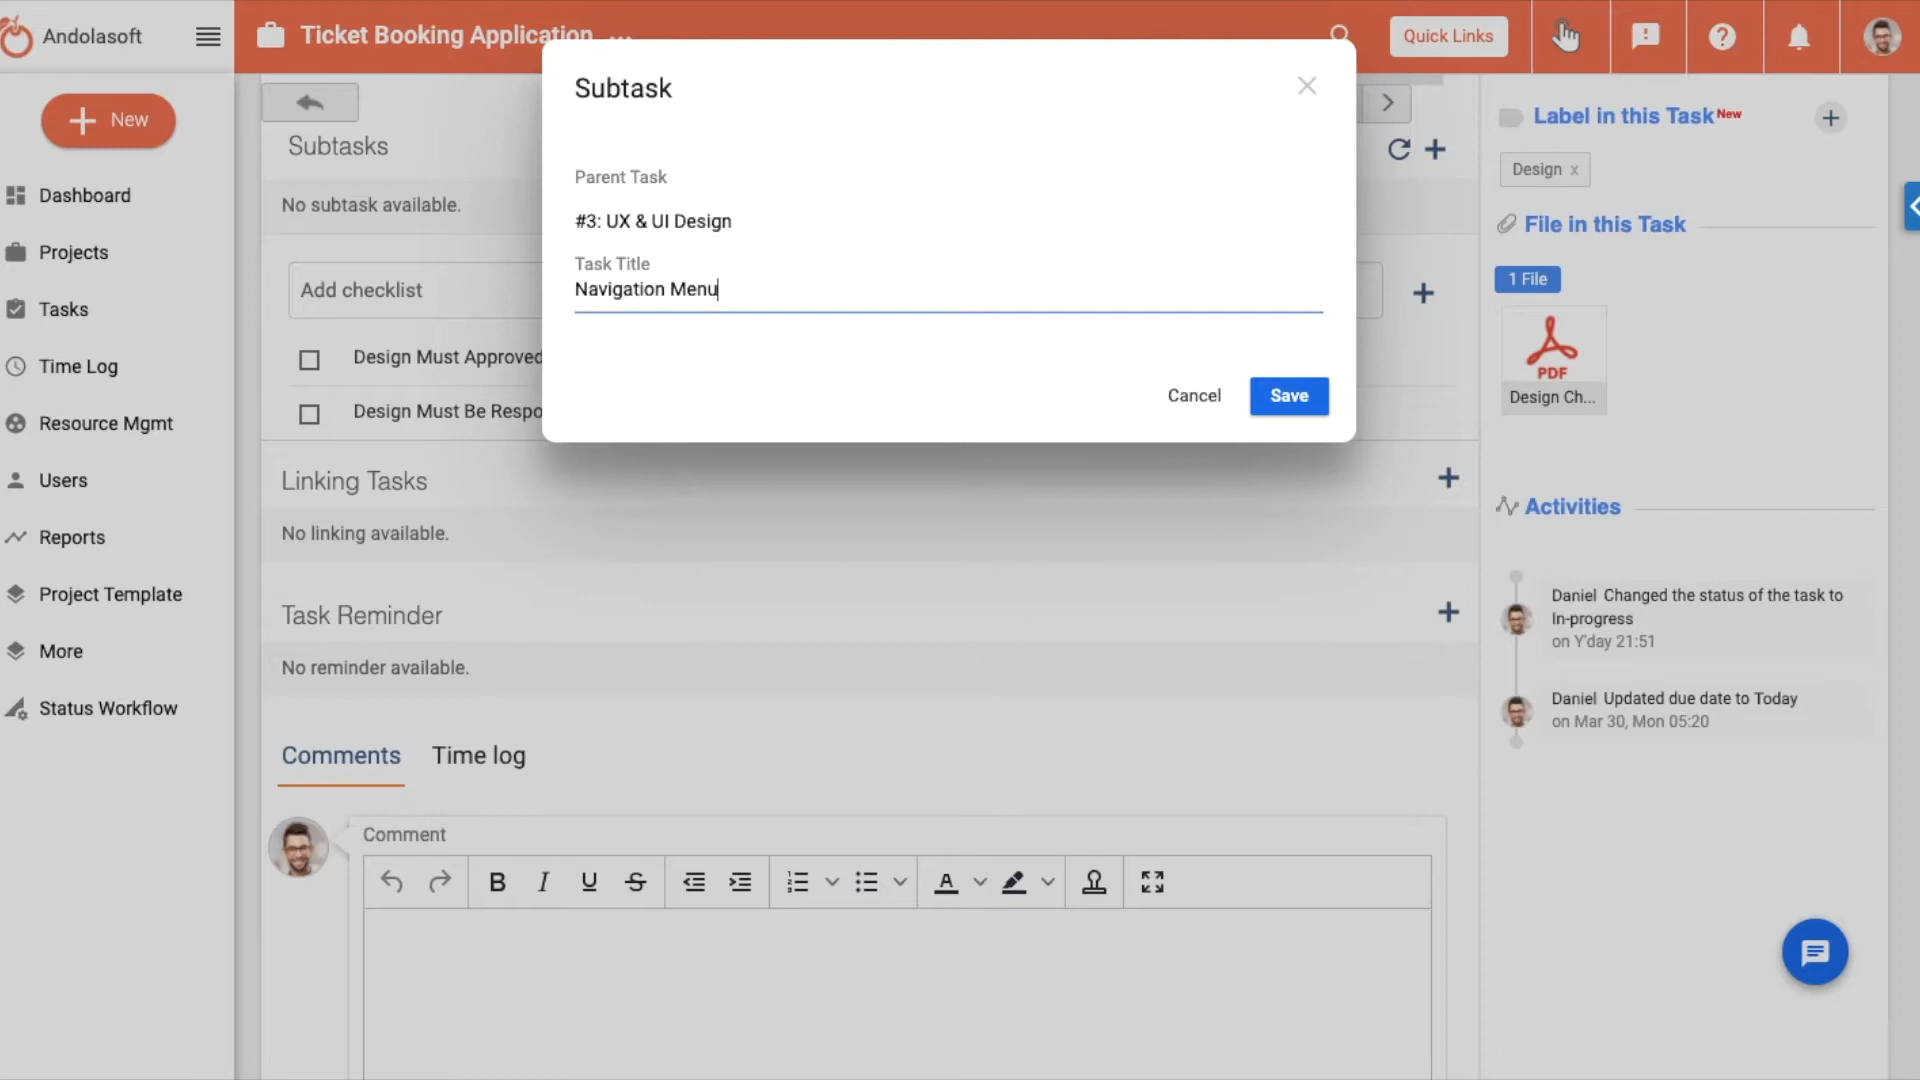 Andolasoft
Ticket Booking Application ...
Quick Links
New
Dashboard
Projects
Tasks
Time Log
Resource Mgmt
Users
Reports
Project Template
More
Status Workflow
Subtasks
No subtask available.
Add checklist
Design Must Approved
Design Must Be Respo
Subtask
Parent Task
#3: UX & UI Design
Task Title
Navigation Menu
Cancel
Save
Linking Tasks
No linking available.
Task Reminder
No reminder available.
Comments
Time log
Comment
B I U S
A
Label in this Task New
Design x
File in this Task
1 File
PDF
Design Ch...
Activities
Daniel Changed the status of the task to
In-progress
on Y'day 21:51
Daniel Updated due date to Today
on Mar 30, Mon 05:20